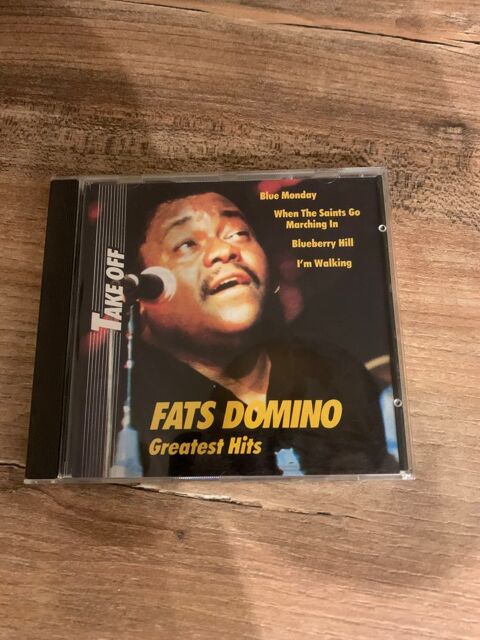 Blue Monday
When The Saints Go
Marching In
Blueberry Hill
I'm Walking
TAKE OFF
FATS DOMINO
Greatest Hits